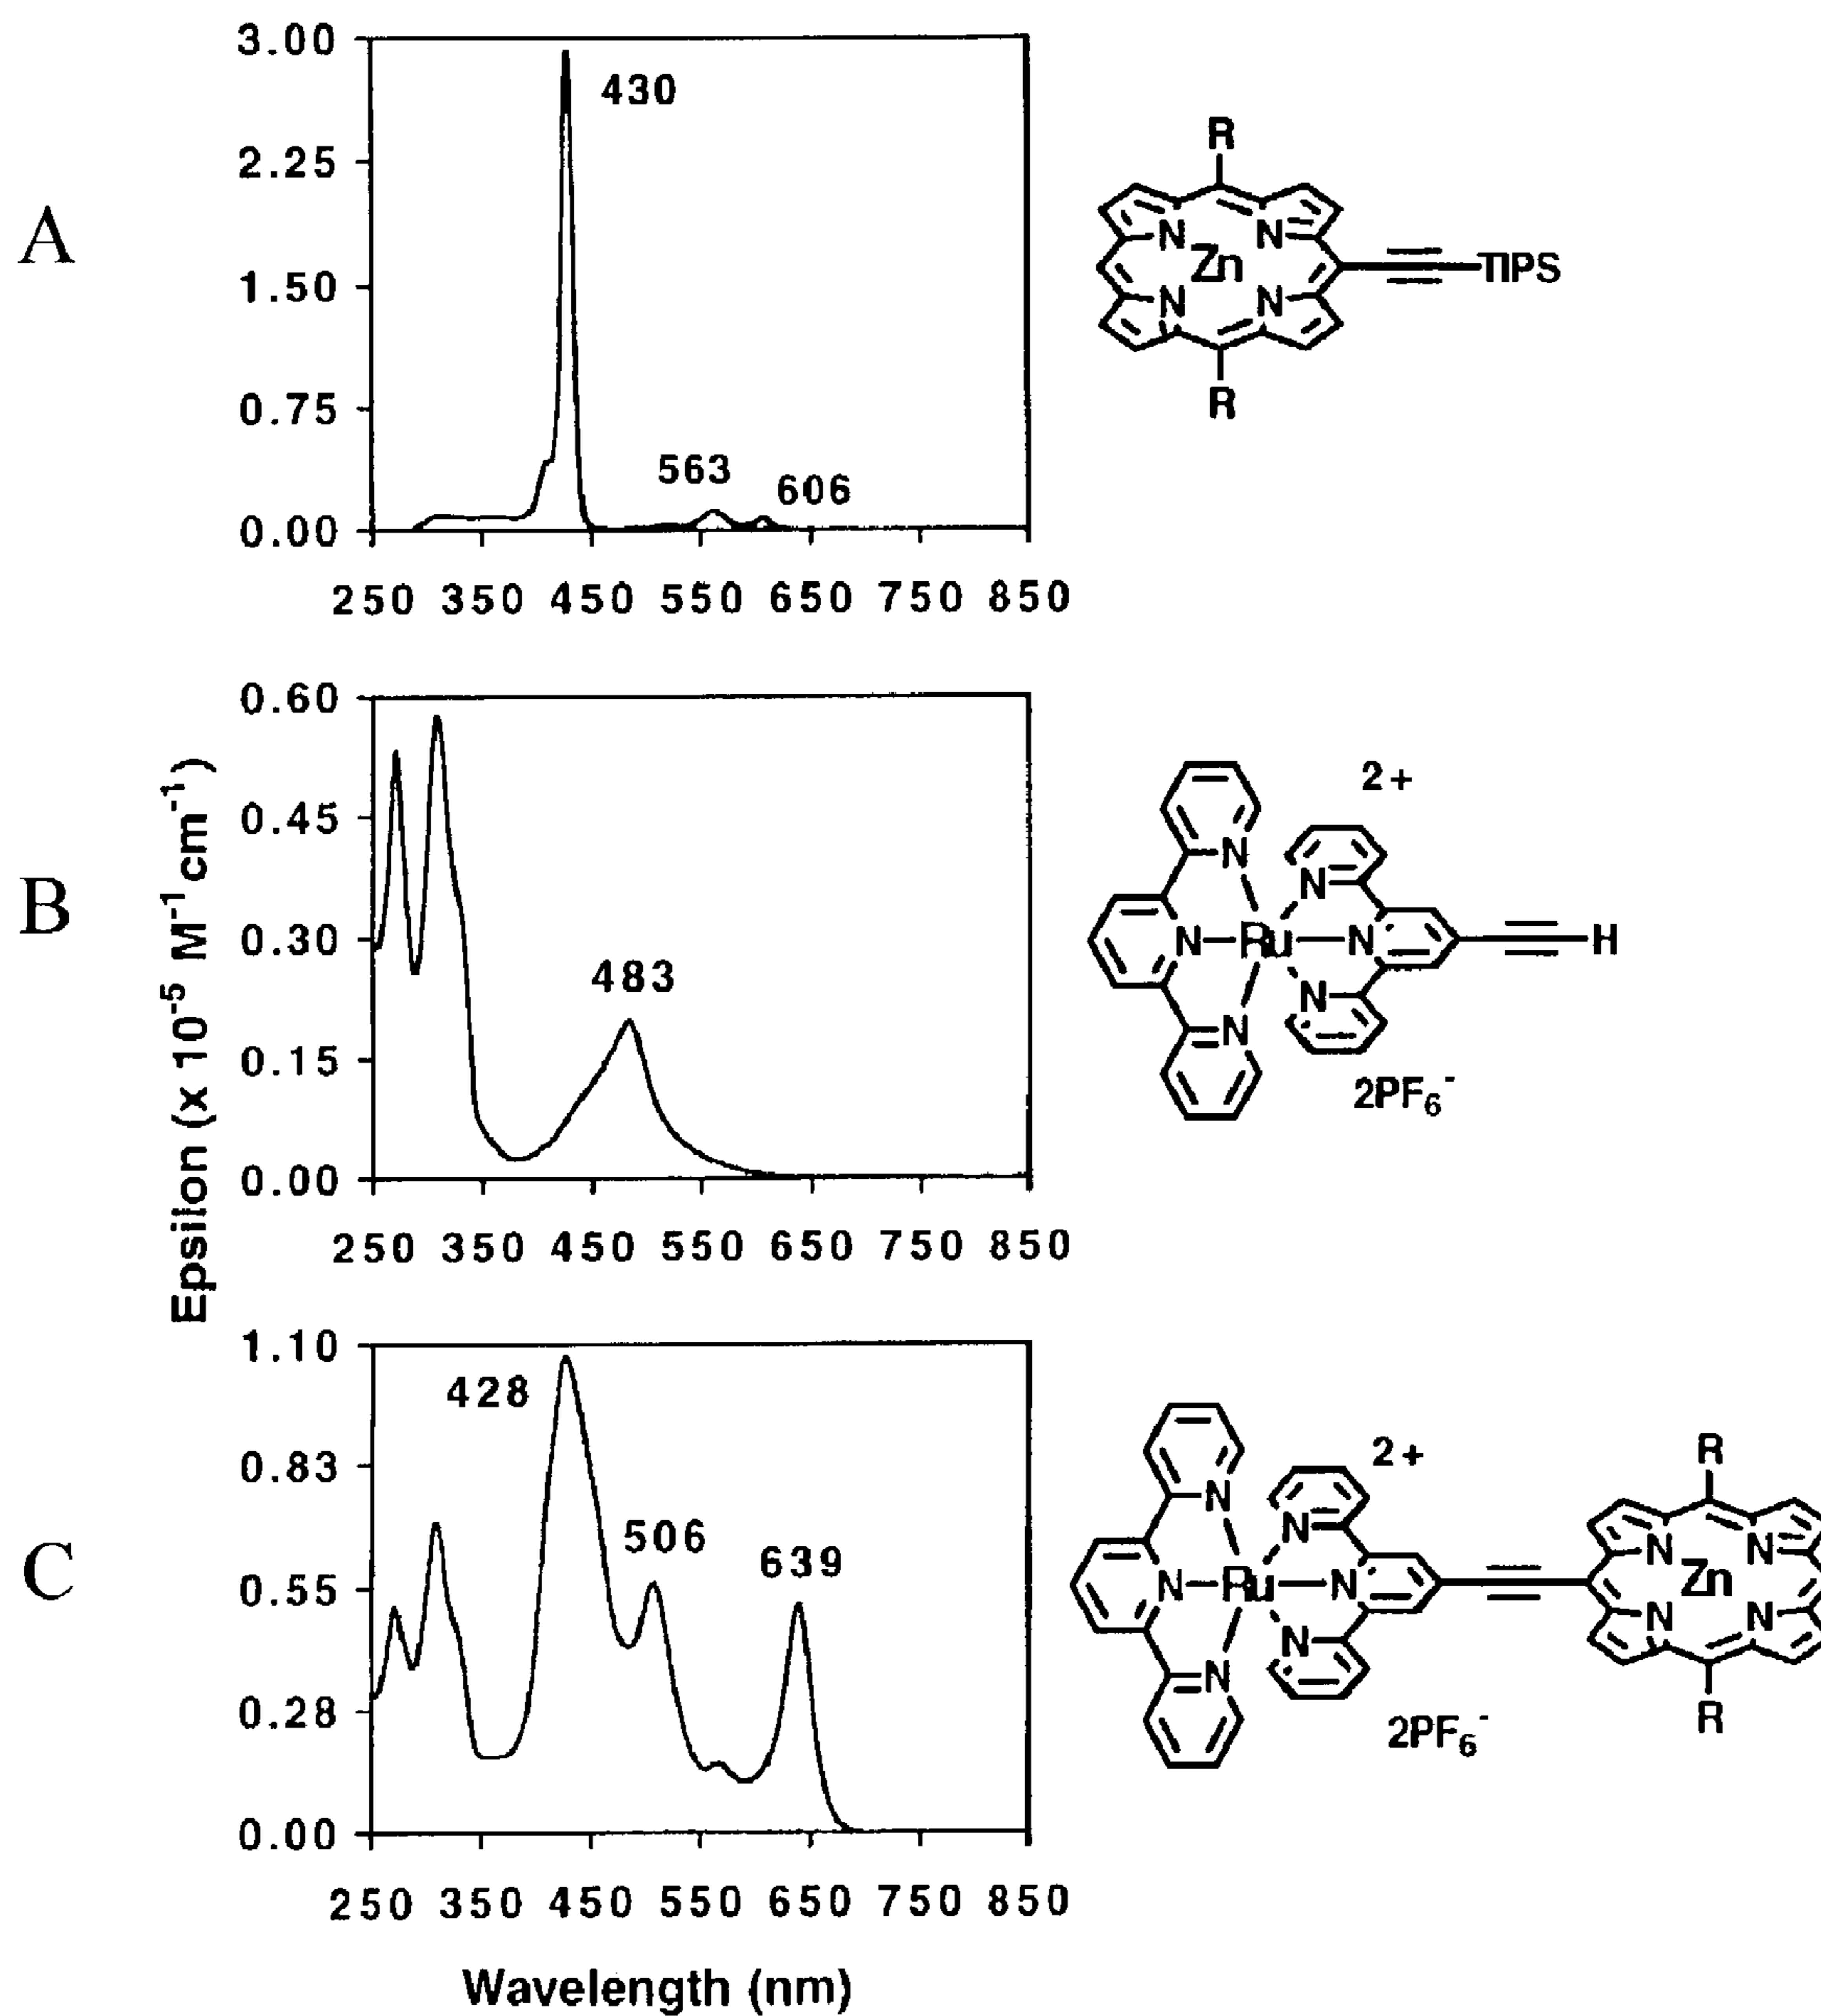 A
3.00
2.25
1.50
0.75
0.00
430
563
606
250 350 450 550 650 750 850
R
N N
Zn
N N
TIPS
R
B
Epsilon (x 10⁻⁵ M⁻¹cm⁻¹)
0.60
0.45
0.30
0.15
0.00
483
250 350 450 550 650 750 850
2+
N
N
N Ru N
H
N
N
2PF₆⁻
C
1.10
0.83
0.55
0.28
0.00
428
506
639
250 350 450 550 650 750 850
Wavelength (nm)
2+
R
N
N
N N
N Ru N
Zn
N N
N
N
R
2PF₆⁻